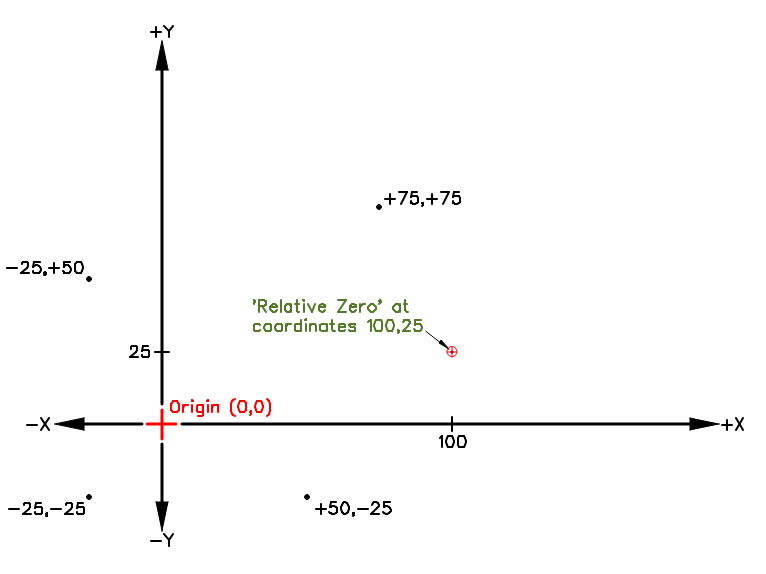 +Y
+75,+75
-25,+50
'Relative Zero' at
coordinates 100,25
25
Origin (0,0)
-X
+X
100
-25,-25
+50,-25
-Y